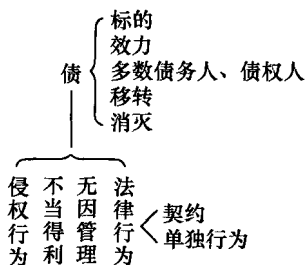 标的
效力
债
多数债务人、债权人
移转
消灭
侵权行为
不当得利
无因管理
法律行为
契约
单独行为